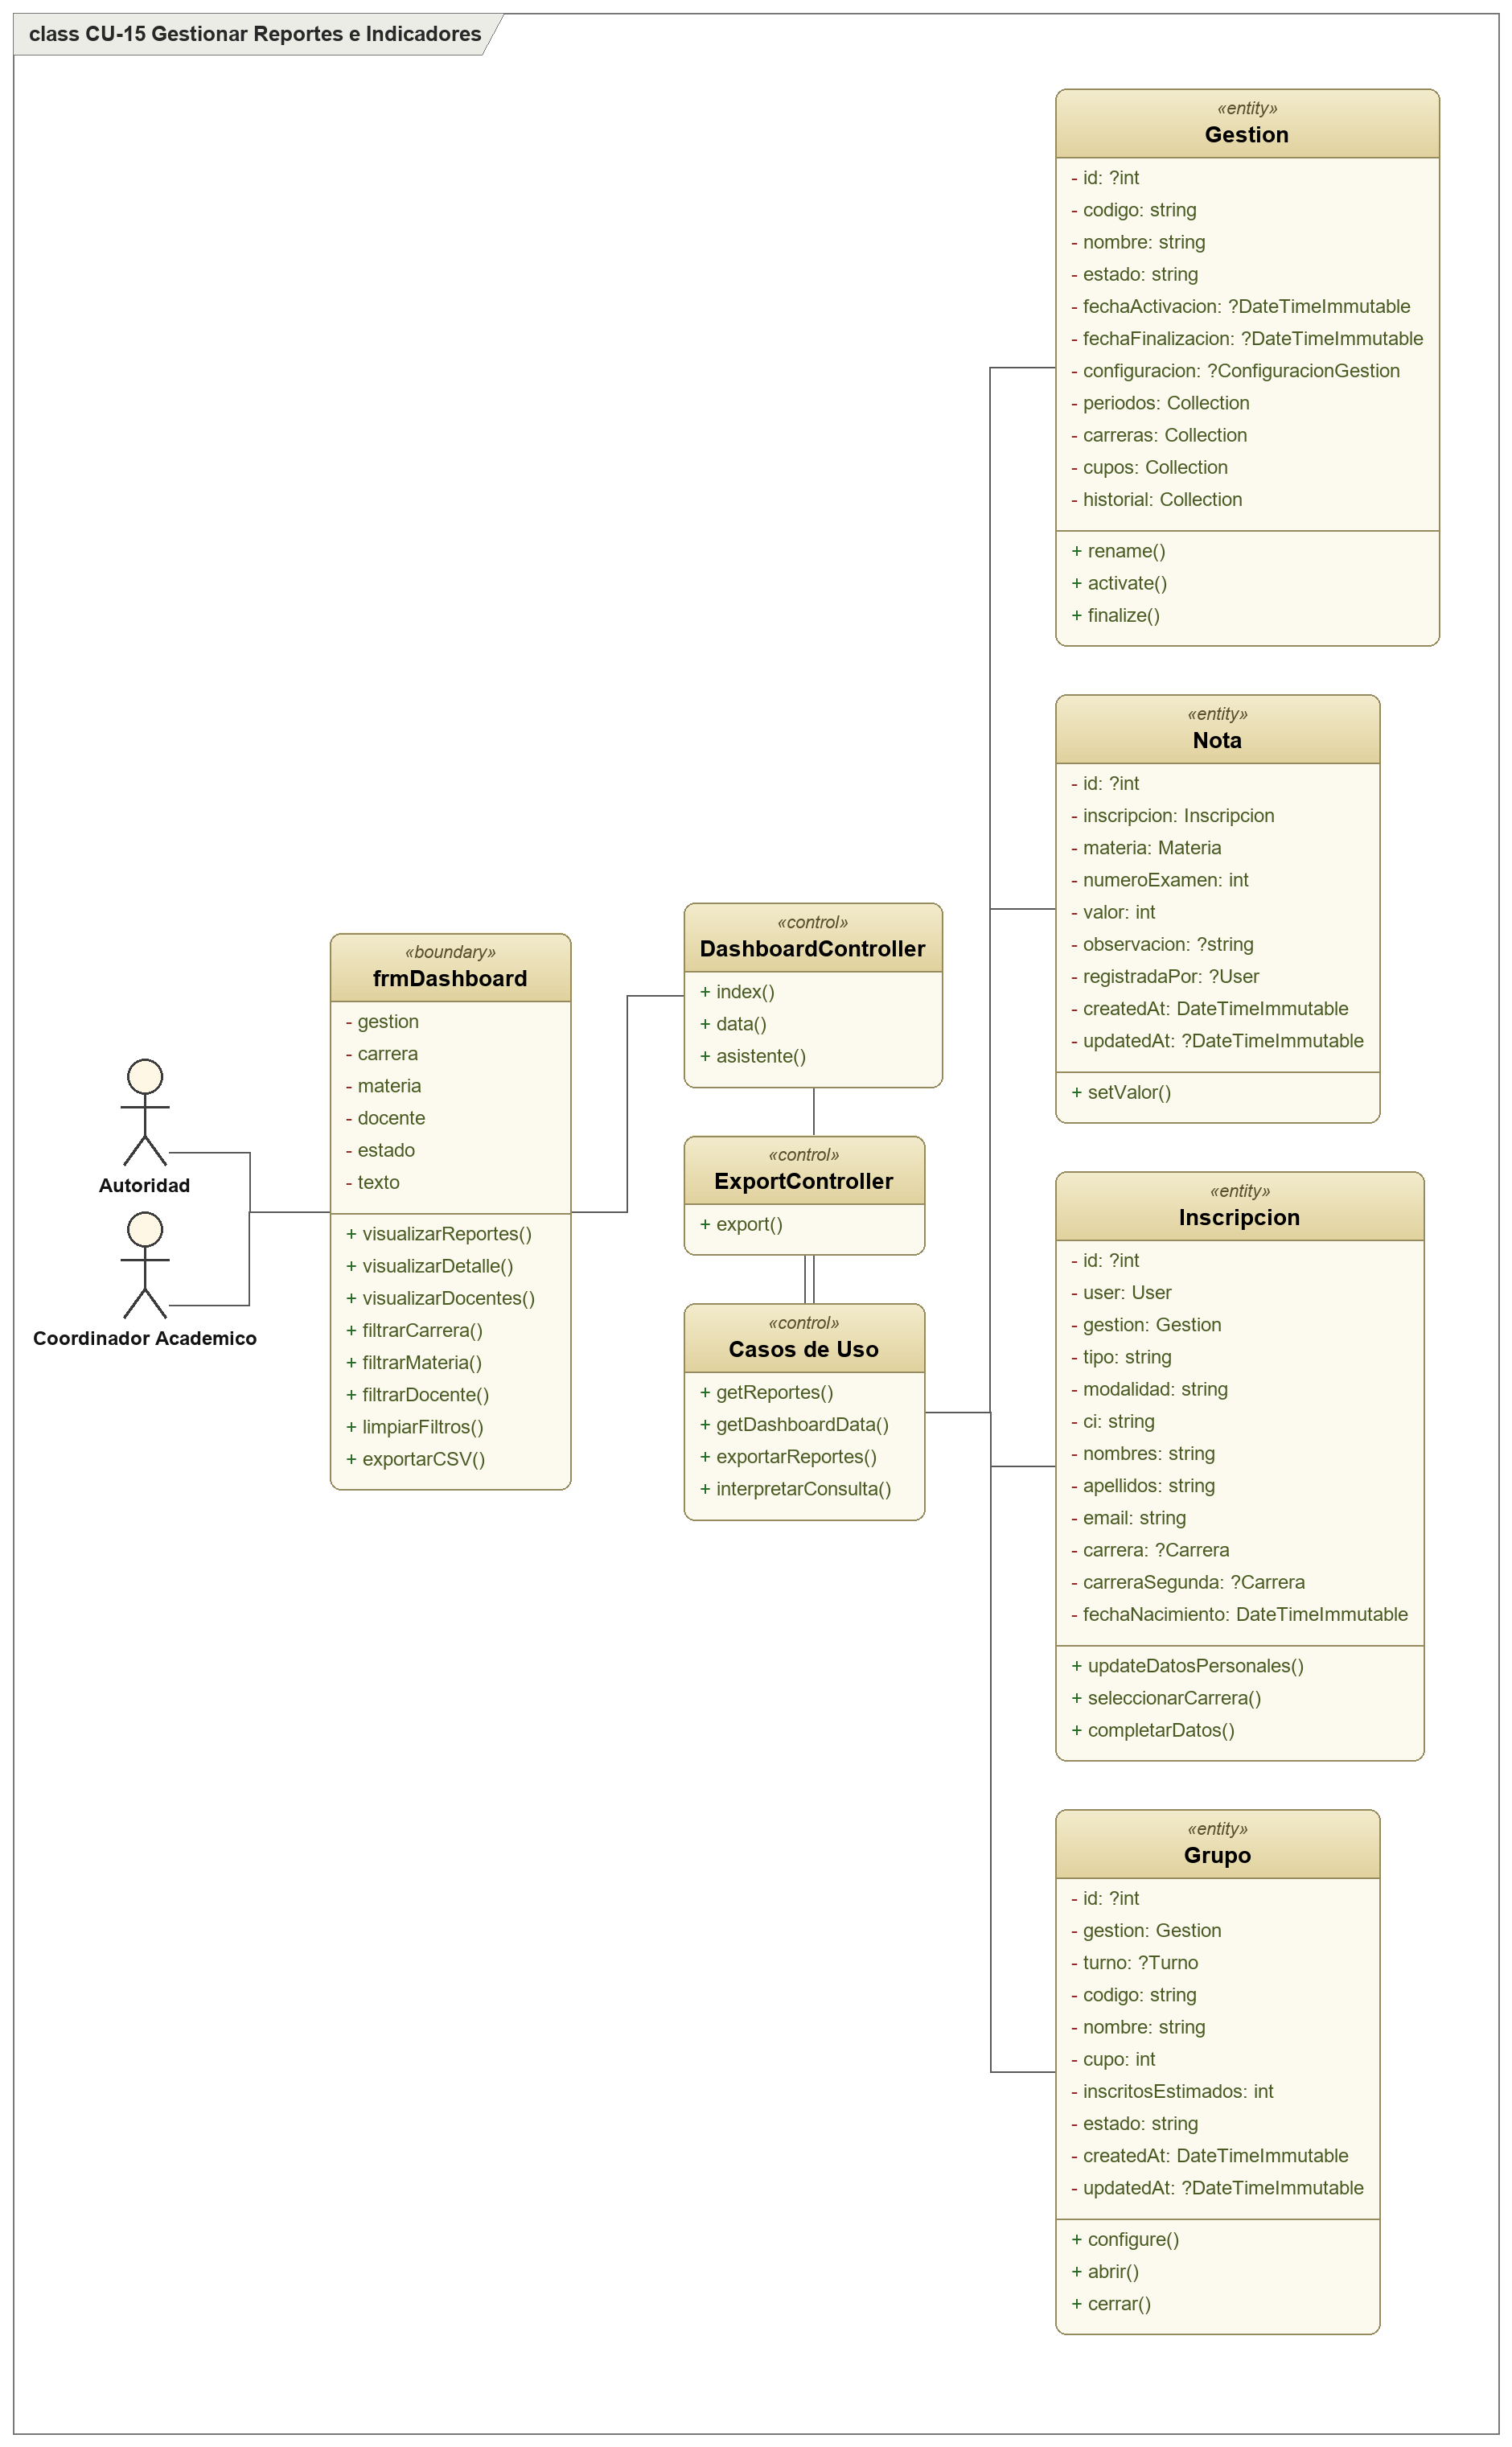 class CU-15 Gestionar Reportes e Indicadores
Autoridad
Coordinador Academico
«boundary»
frmDashboard
- gestion
- carrera
- materia
- docente
- estado
- texto
+ visualizarReportes()
+ visualizarDetalle()
+ visualizarDocentes()
+ filtrarCarrera()
+ filtrarMateria()
+ filtrarDocente()
+ limpiarFiltros()
+ exportarCSV()
«control»
DashboardController
+ index()
+ data()
+ asistente()
«control»
ExportController
+ export()
«control»
Casos de Uso
+ getReportes()
+ getDashboardData()
+ exportarReportes()
+ interpretarConsulta()
«entity»
Gestion
- id: ?int
- codigo: string
- nombre: string
- estado: string
- fechaActivacion: ?DateTimeImmutable
- fechaFinalizacion: ?DateTimeImmutable
- configuracion: ?ConfiguracionGestion
- periodos: Collection
- carreras: Collection
- cupos: Collection
- historial: Collection
+ rename()
+ activate()
+ finalize()
«entity»
Nota
- id: ?int
- inscripcion: Inscripcion
- materia: Materia
- numeroExamen: int
- valor: int
- observacion: ?string
- registradaPor: ?User
- createdAt: DateTimeImmutable
- updatedAt: ?DateTimeImmutable
+ setValor()
«entity»
Inscripcion
- id: ?int
- user: User
- gestion: Gestion
- tipo: string
- modalidad: string
- ci: string
- nombres: string
- apellidos: string
- email: string
- carrera: ?Carrera
- carreraSegunda: ?Carrera
- fechaNacimiento: DateTimeImmutable
+ updateDatosPersonales()
+ seleccionarCarrera()
+ completarDatos()
«entity»
Grupo
- id: ?int
- gestion: Gestion
- turno: ?Turno
- codigo: string
- nombre: string
- cupo: int
- inscritosEstimados: int
- estado: string
- createdAt: DateTimeImmutable
- updatedAt: ?DateTimeImmutable
+ configure()
+ abrir()
+ cerrar()